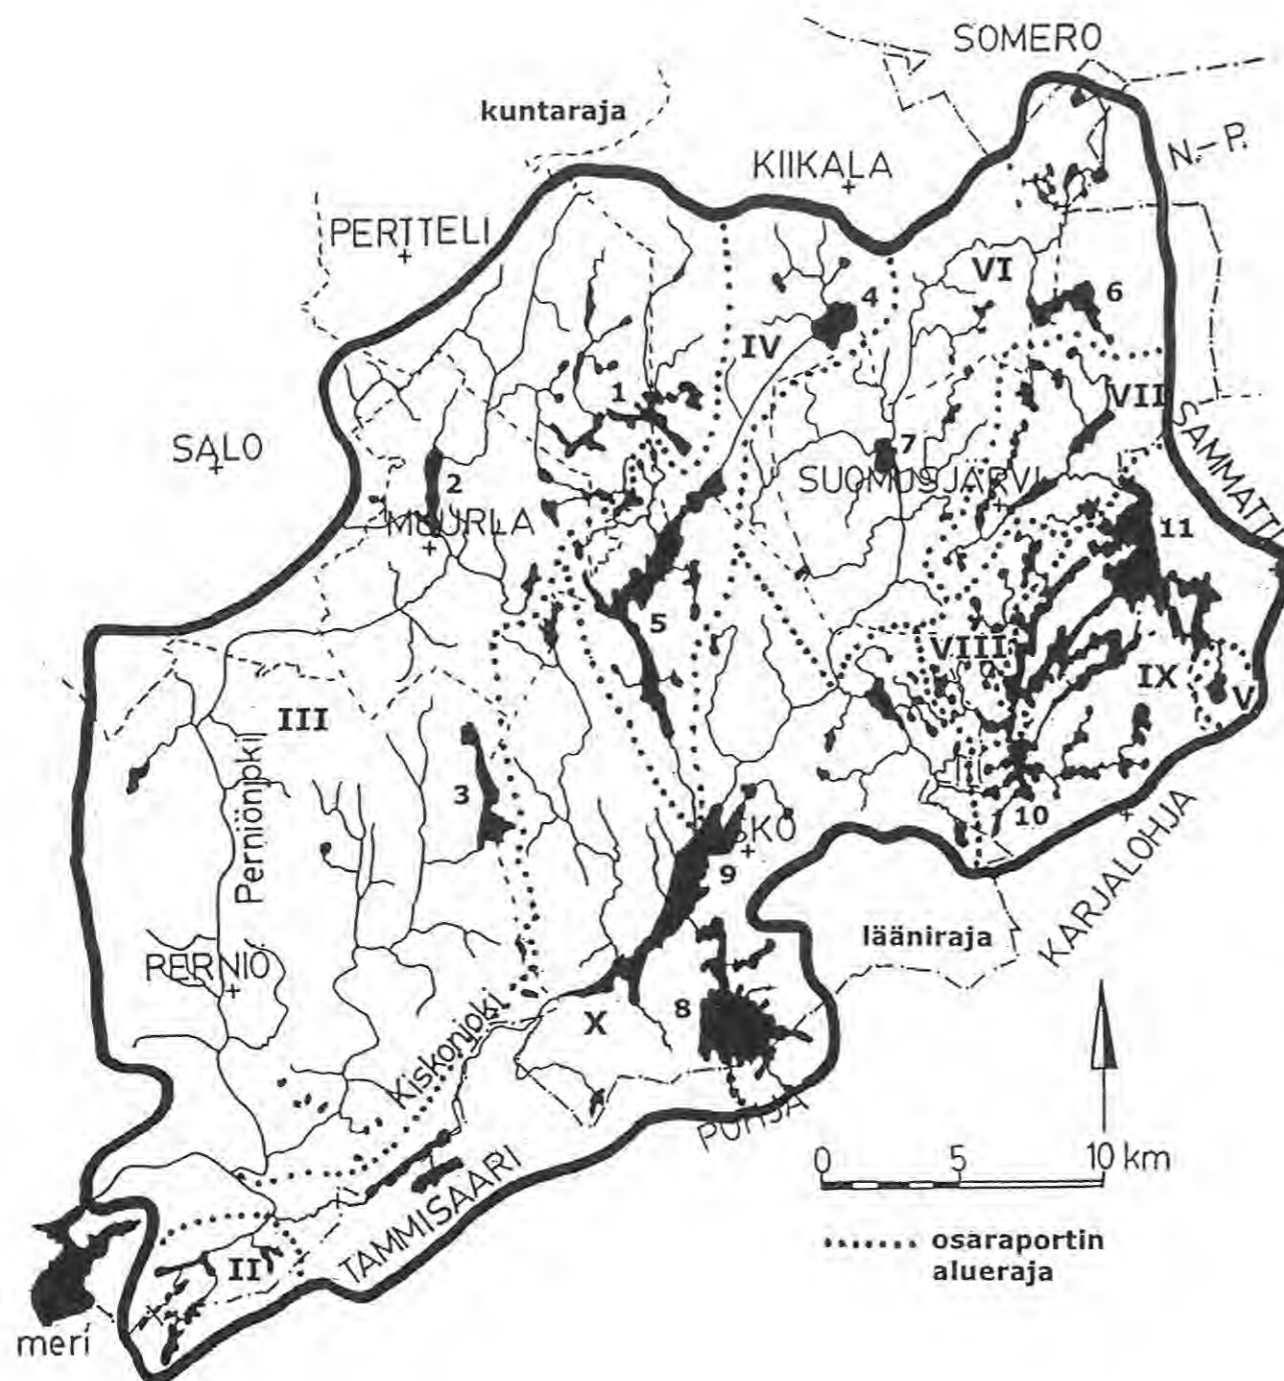 SOMERO
kuntaraja
N.-P.
KIIKALA
PERTTELI
VI
4
6
IV
1
VII
SALO
7
SAMMATTI
2
SUOMUSJÄRVI
MUURLA
11
5
VIII
IX
V
III
Perniönjoki
3
10
SKO
9
KARJALOHJA
lääniraja
PERNIÖ
8
X
Kiskonjoki
POHJA
0 5 10 km
TAMMISAARI
osaraportin
alueraja
II
meri